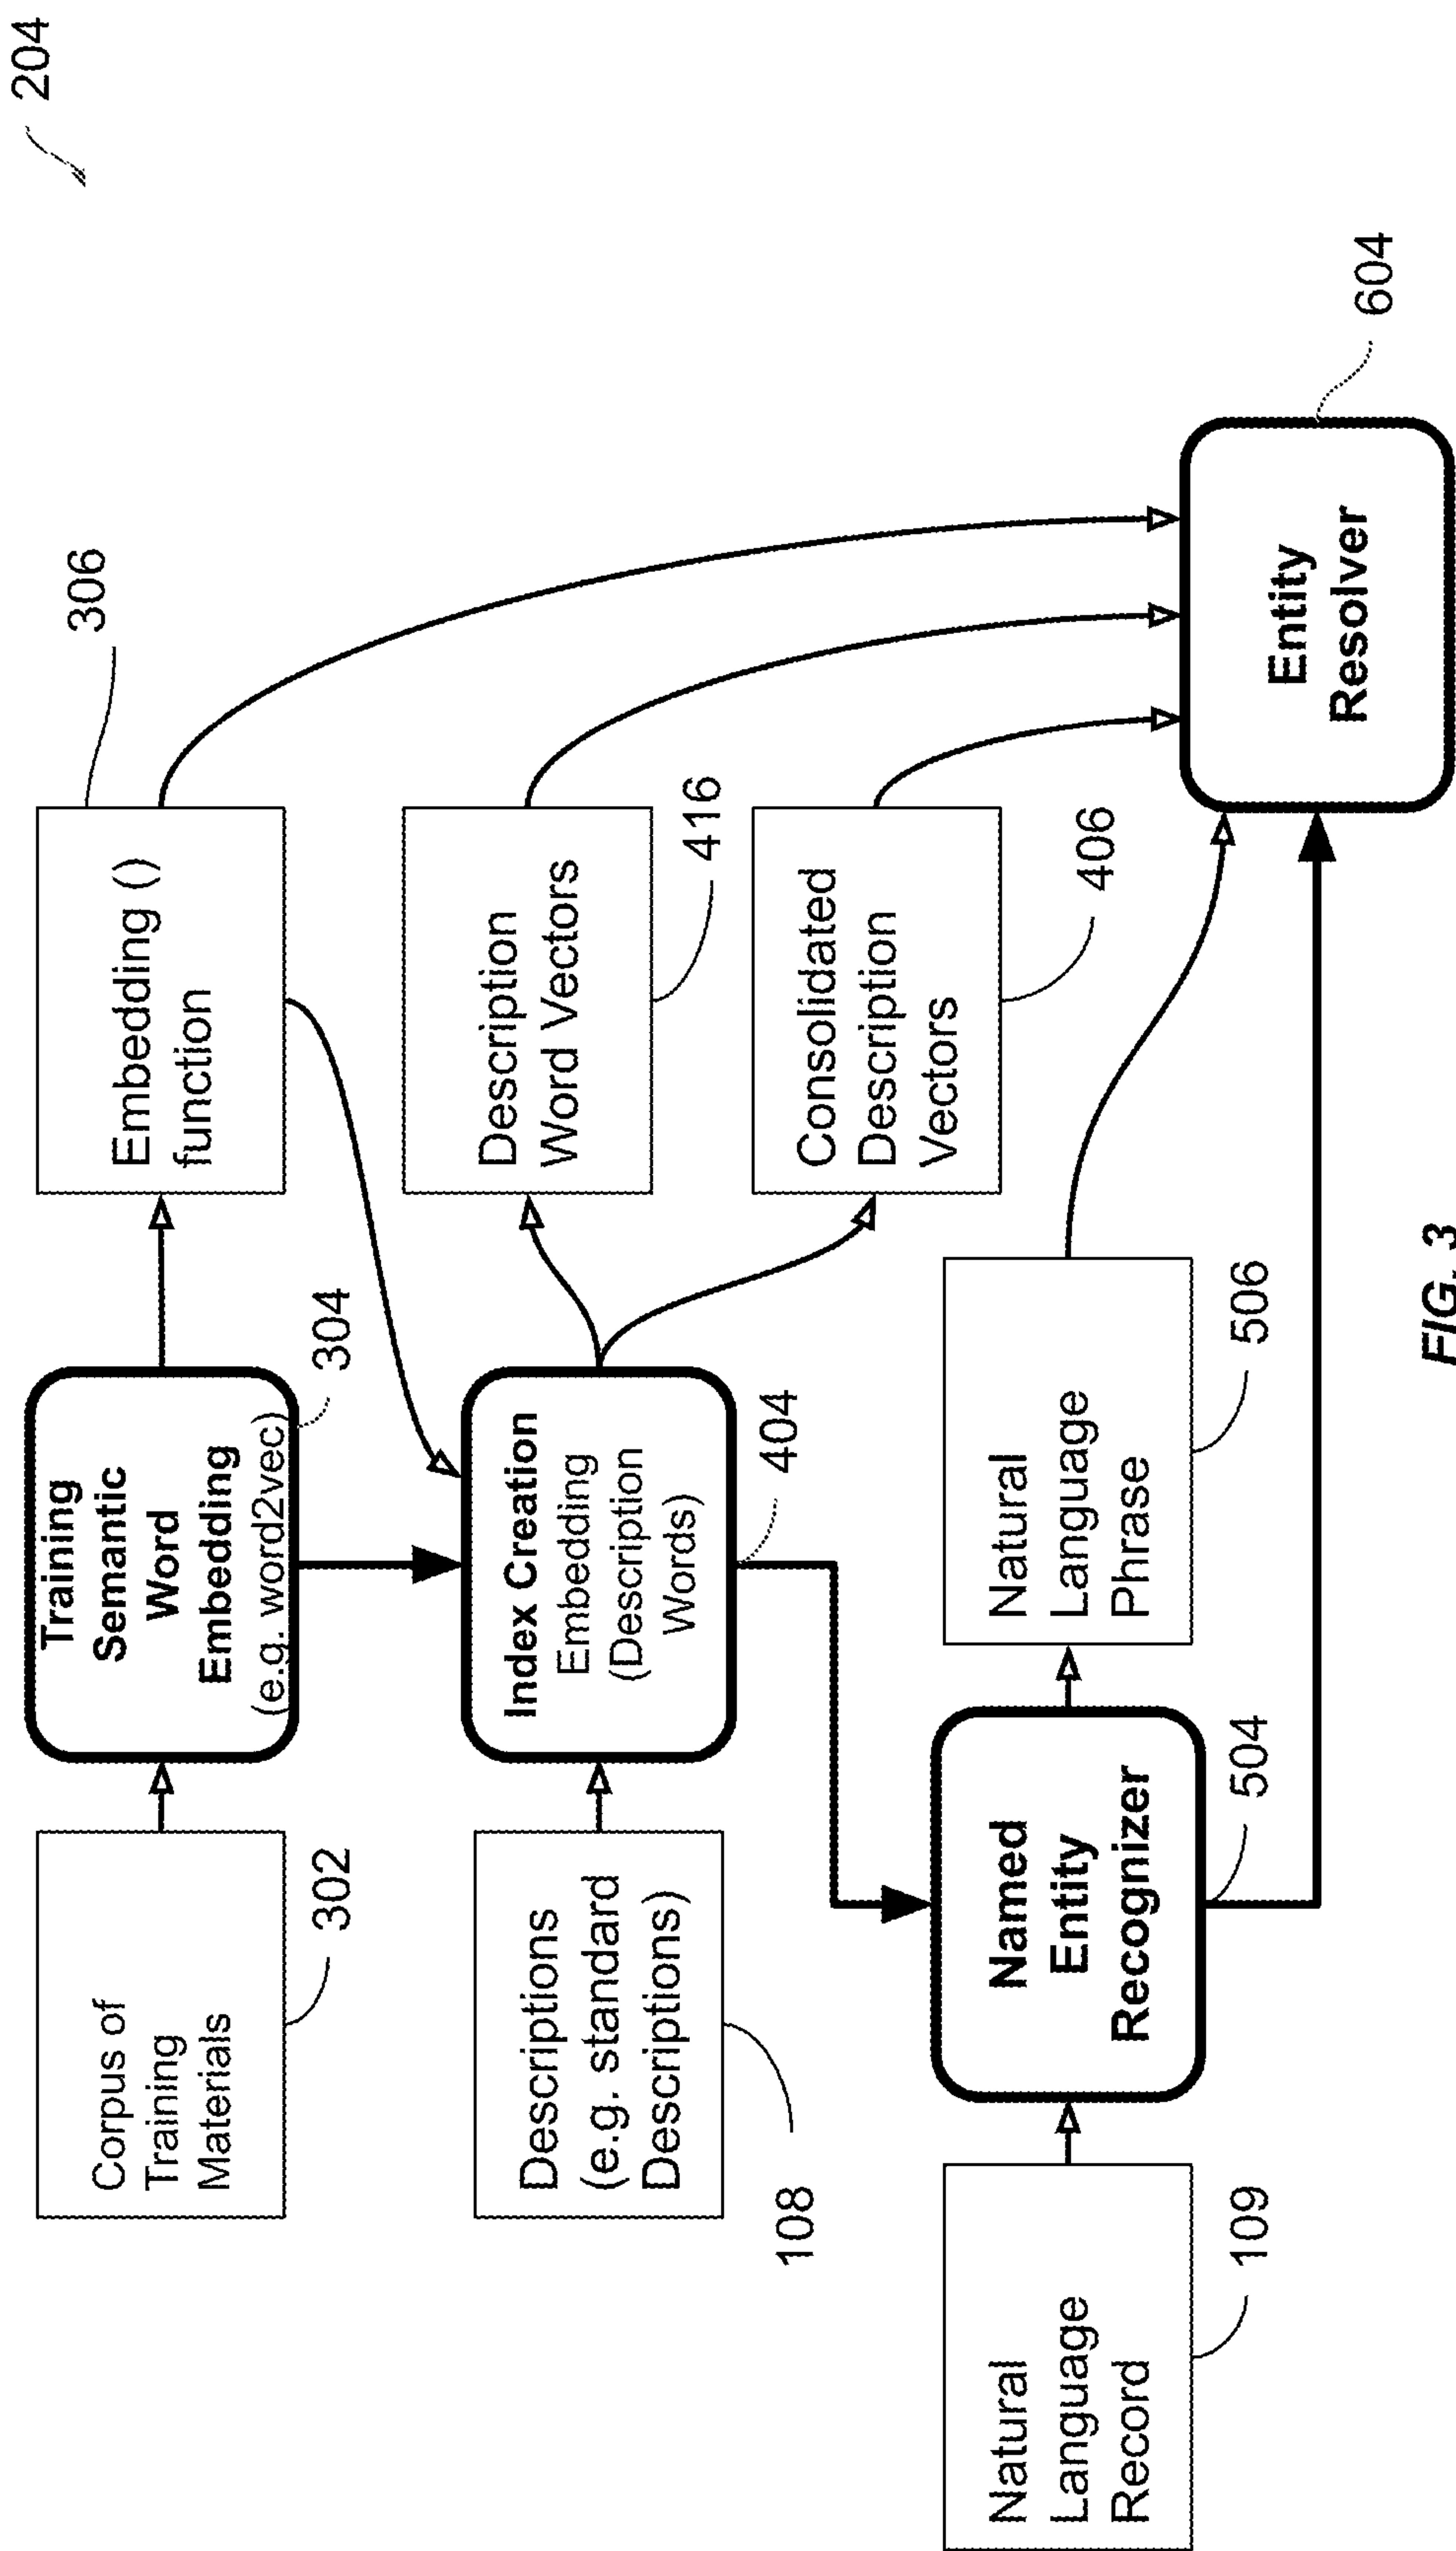 204
306
Corpus of
Training
Materials
302
Training
Semantic
Word
Embedding
(e.g. word2vec)
304
Embedding ()
function
Descriptions
(e.g. standard
Descriptions)
108
Index Creation
Embedding
(Description
Words)
404
Description
Word Vectors
416
Consolidated
Description
Vectors
406
Natural
Language
Record
109
Named
Entity
Recognizer
504
Natural
Language
Phrase
506
Entity
Resolver
604
FIG. 3